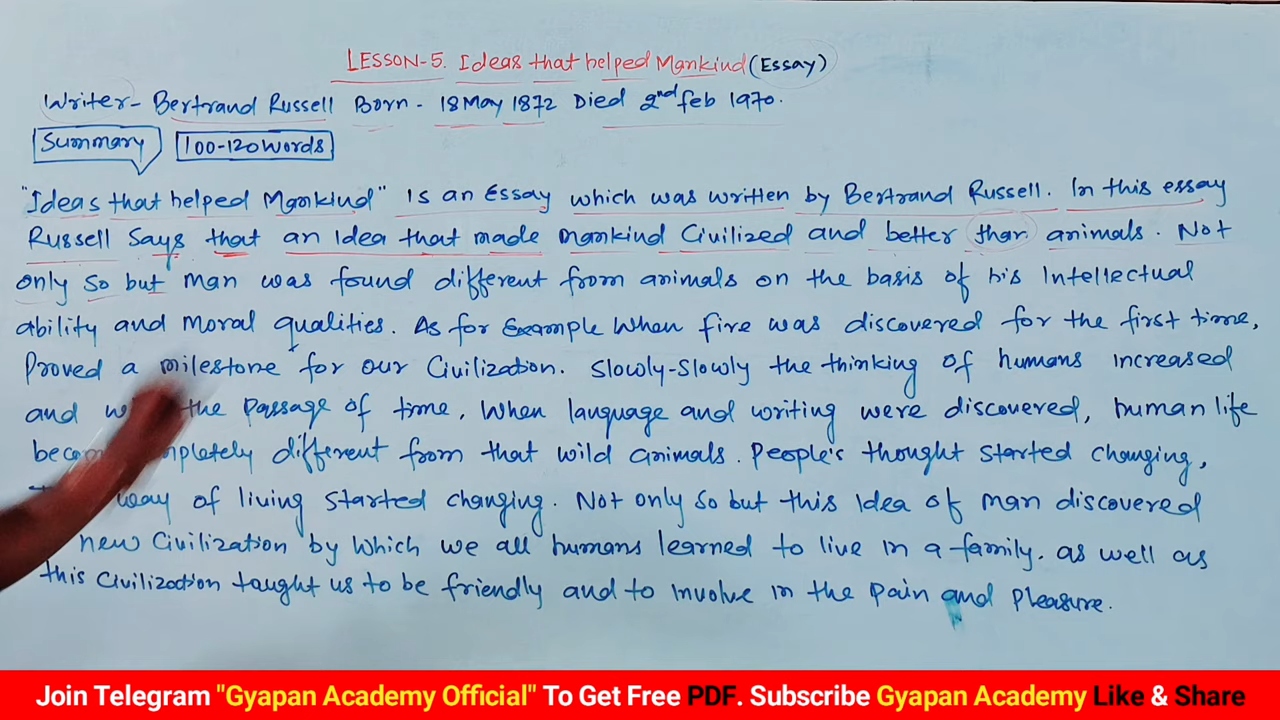 LESSON-5. Ideas that helped Mankind (Essay)
Writer- Bertrand Russell Born - 18 May 1872 Died 2nd feb 1970.
Summary 100-120 words
"Ideas that helped Mankind" Is an Essay which was written by Bertrand Russell. In this essay
Russell Says that an Idea that made Mankind Civilized and better than animals. Not
only so but man was found different from animals on the basis of his Intellectual
ability and Moral qualities. As for Example when fire was discovered for the first time,
Proved a milestone for our Civilization. Slowly-Slowly the thinking of humans increased
and the passage of time, when language and writing were discovered, human life
different from that wild animals. People's thought started changing,
way of living started changing. Not only so but this Idea of man discovered
new Civilization by which we all humans learned to live in a family. as well as
this Civilization taught us to be friendly and to Involve in the Pain and Pleasure.
Join Telegram "Gyapan Academy Official" To Get Free PDF. Subscribe Gyapan Academy Like & Share